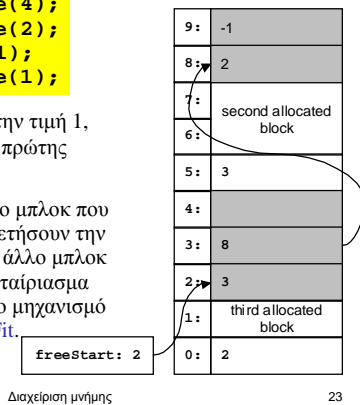 e(4);
e(2);
1);
e(1);
την τιμή 1,
πρώτης
ο μπλοκ που
ετήσουν την
άλλο μπλοκ
ταίριασμα
ο μηχανισμό
Fit.
freeStart: 2
9: -1
8: 2
7:
second allocated
block
6:
5: 3
4:
3: 8
2: 3
1:
third allocated
block
0: 2
Διαχείριση μνήμης 23